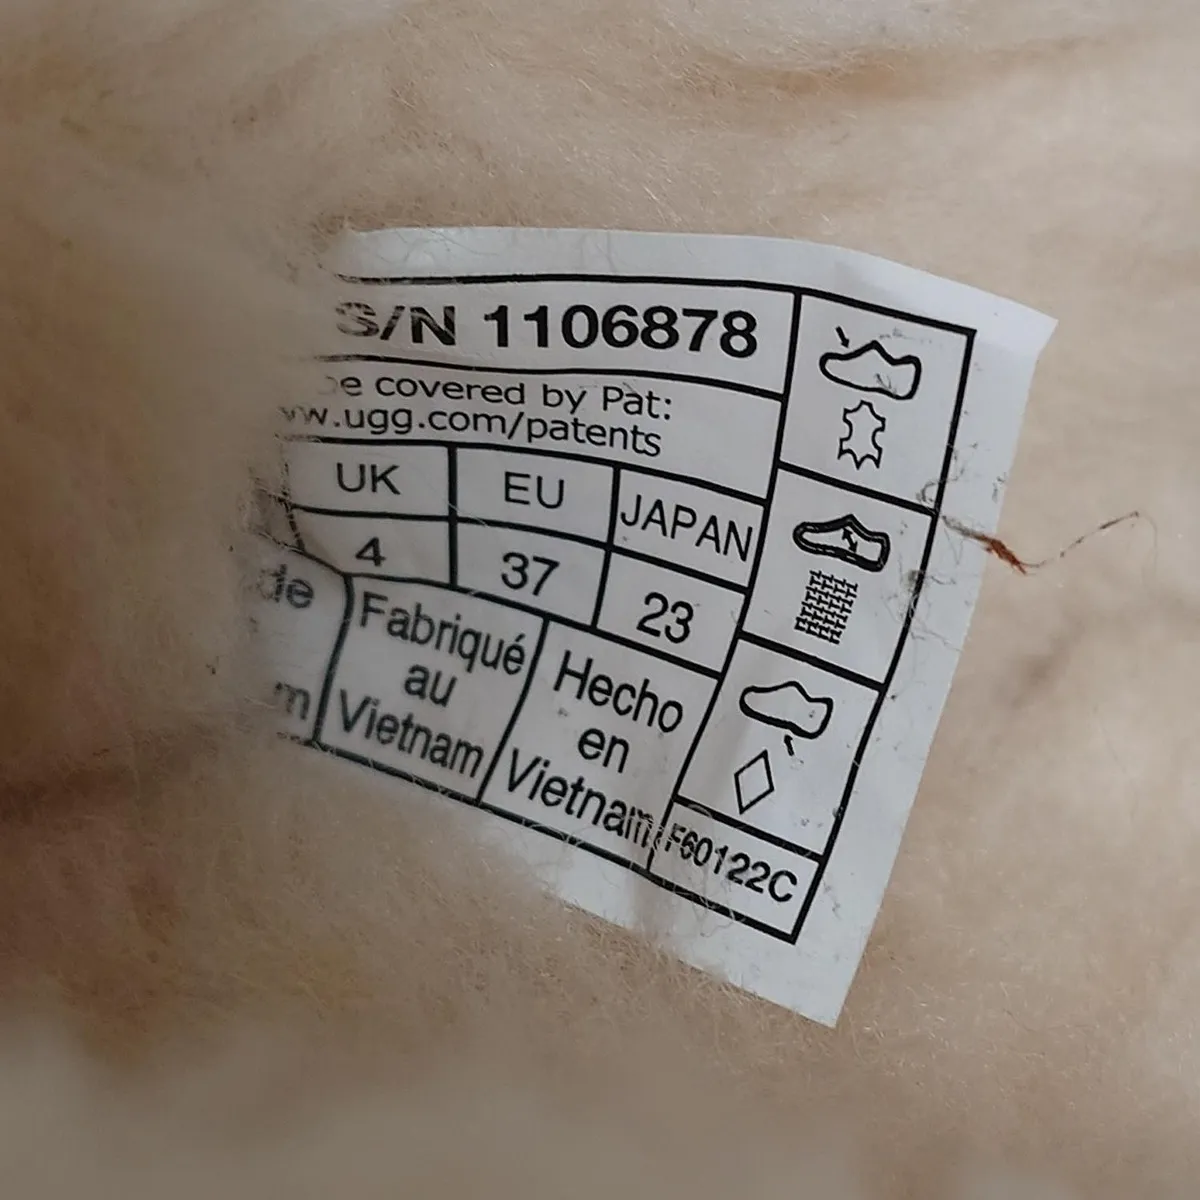 S/N 1106878
e covered by Pat:
w.ugg.com/patents
UK EU JAPAN
4 37 23
de
m
Fabriqué
au
Vietnam
Hecho
en
Vietnam
F60122C